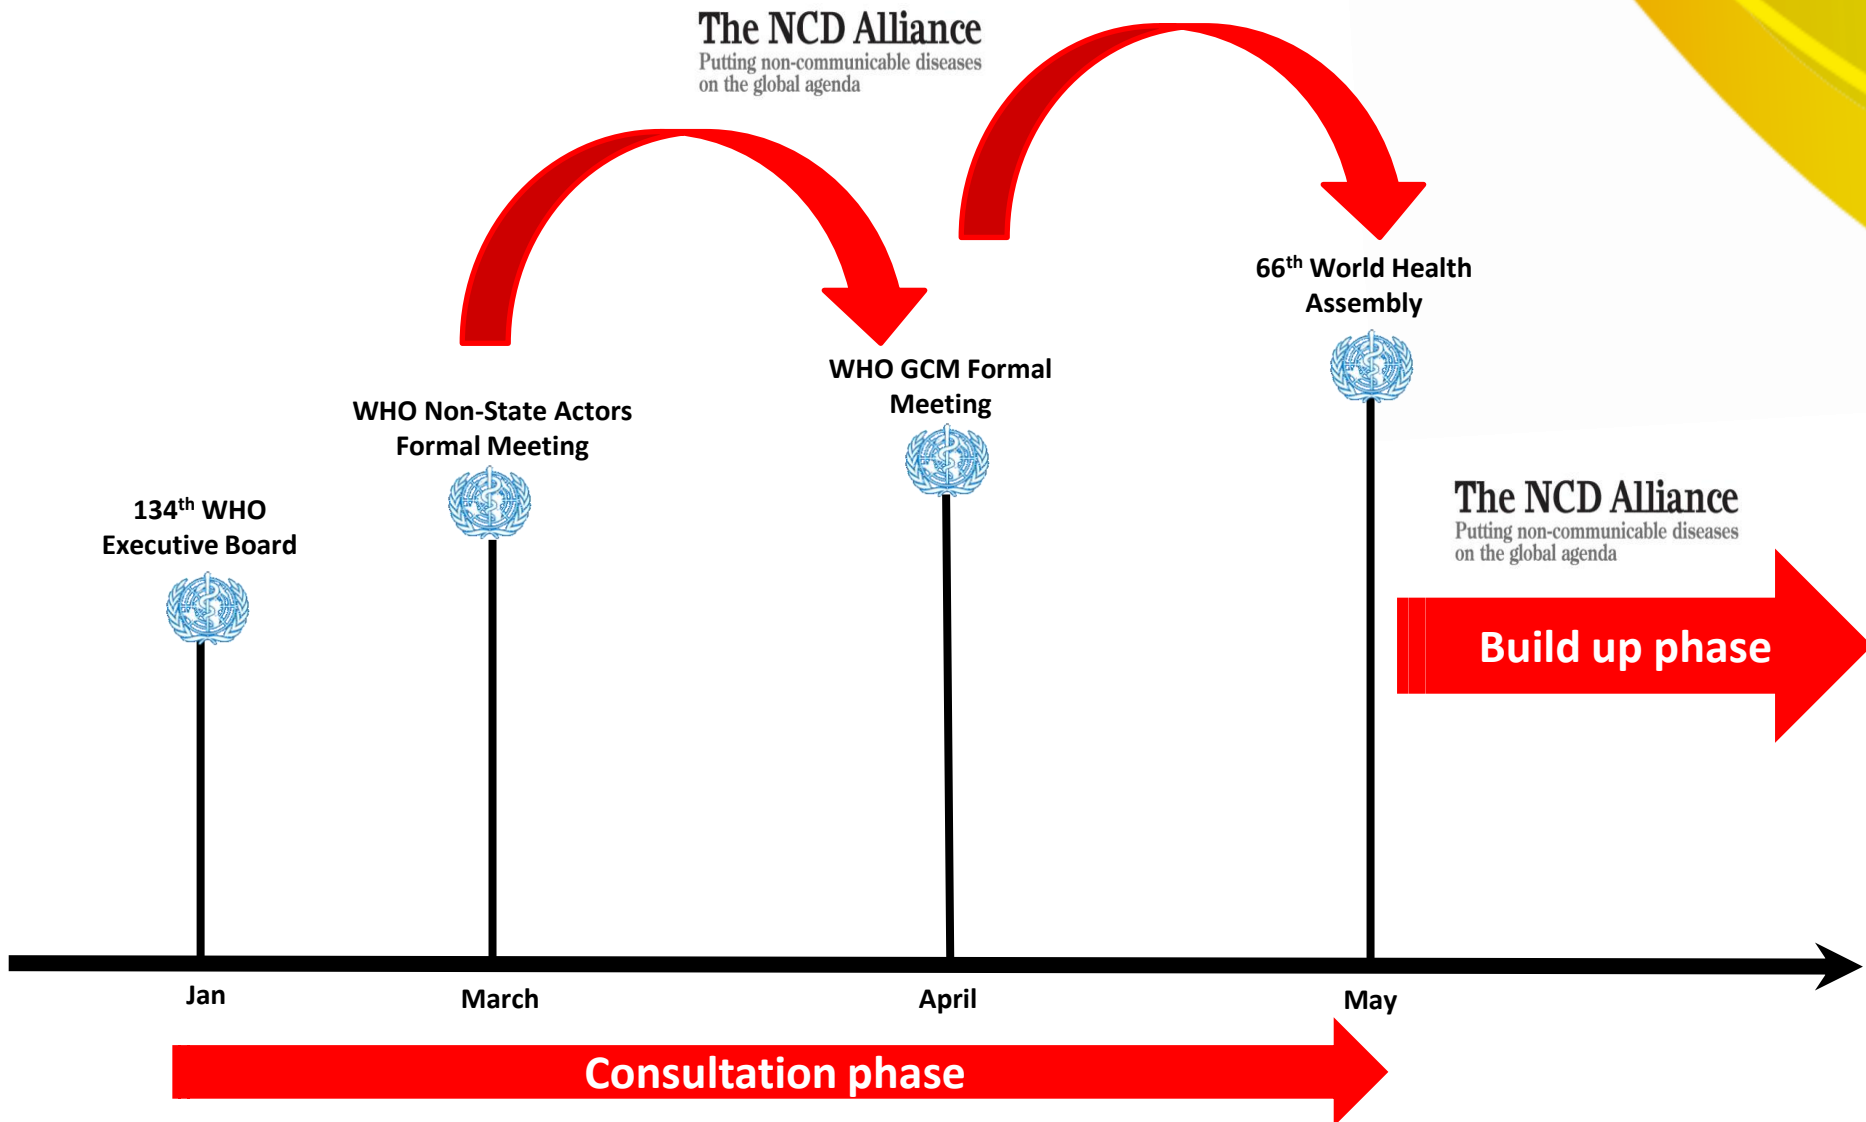 The NCD Alliance
Putting non-communicable diseases
on the global agenda
66th World Health
Assembly
WHO GCM Formal
Meeting
WHO Non-State Actors
Formal Meeting
134th WHO
Executive Board
The NCD Alliance
Putting non-communicable diseases
on the global agenda
Build up phase
Jan
March
April
May
Consultation phase